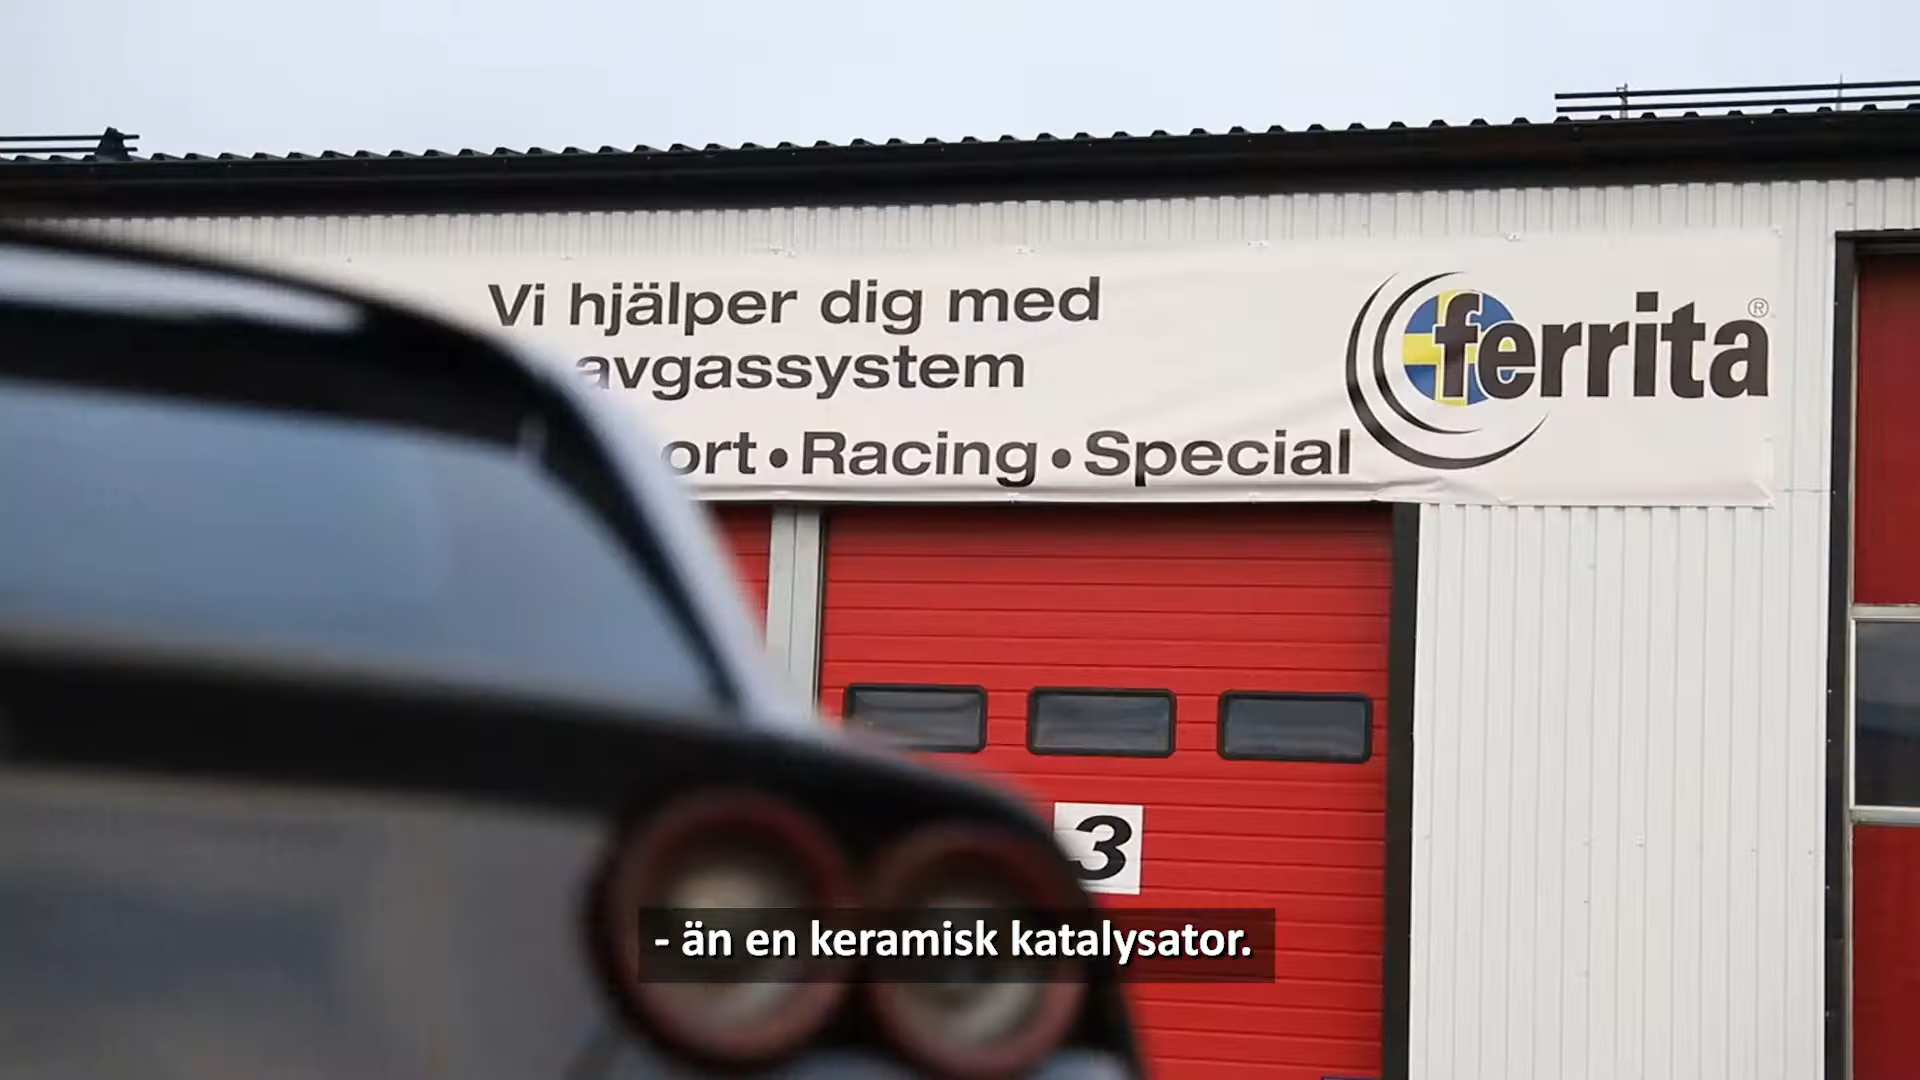 Vi hjälper dig med
avgassystem
ort • Racing • Special
ferrita®
3
- än en keramisk katalysator.